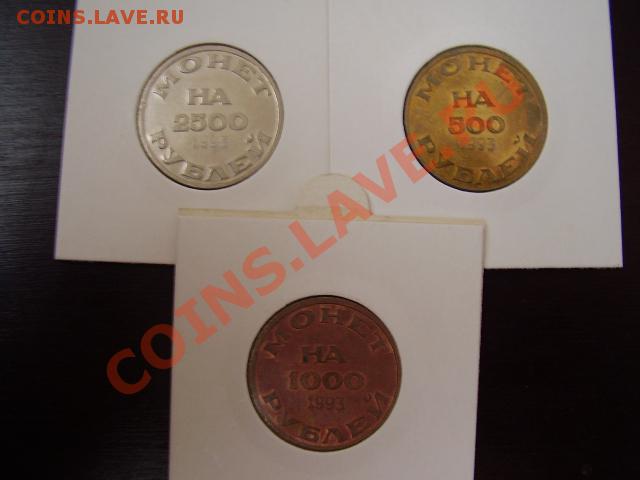 COINS.LAVE.RU
МОНЕТ
НА
2500
1993
РУБЛЕЙ
МОНЕТ
НА
500
1993
РУБЛЕЙ
COINS.LAVE.RU
МОНЕТ
НА
1000
1993
РУБЛЕЙ